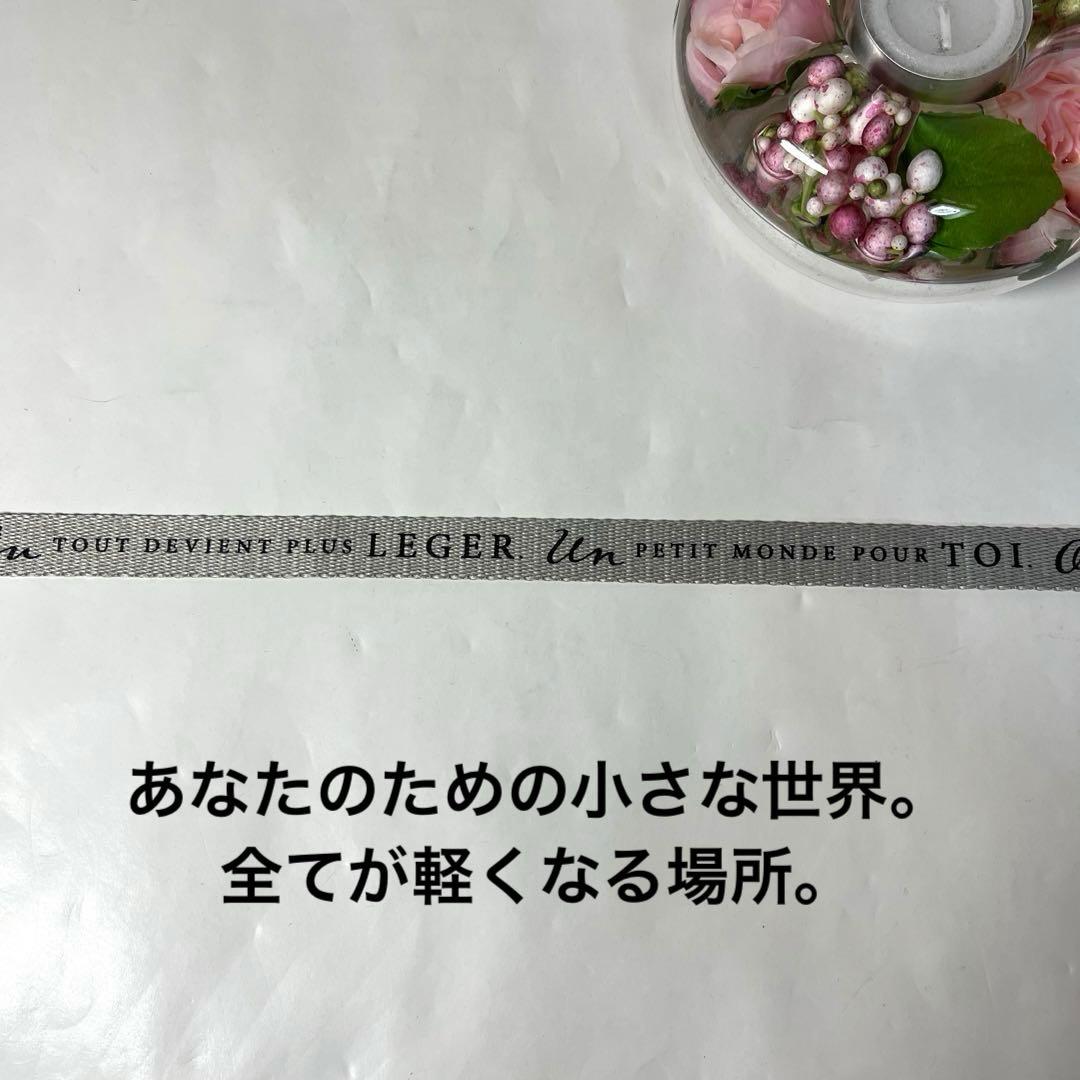 TOUT DEVIENT PLUS LEGER. Un PETIT MONDE POUR TOI.
あなたのための小さな世界。
全てが軽くなる場所。